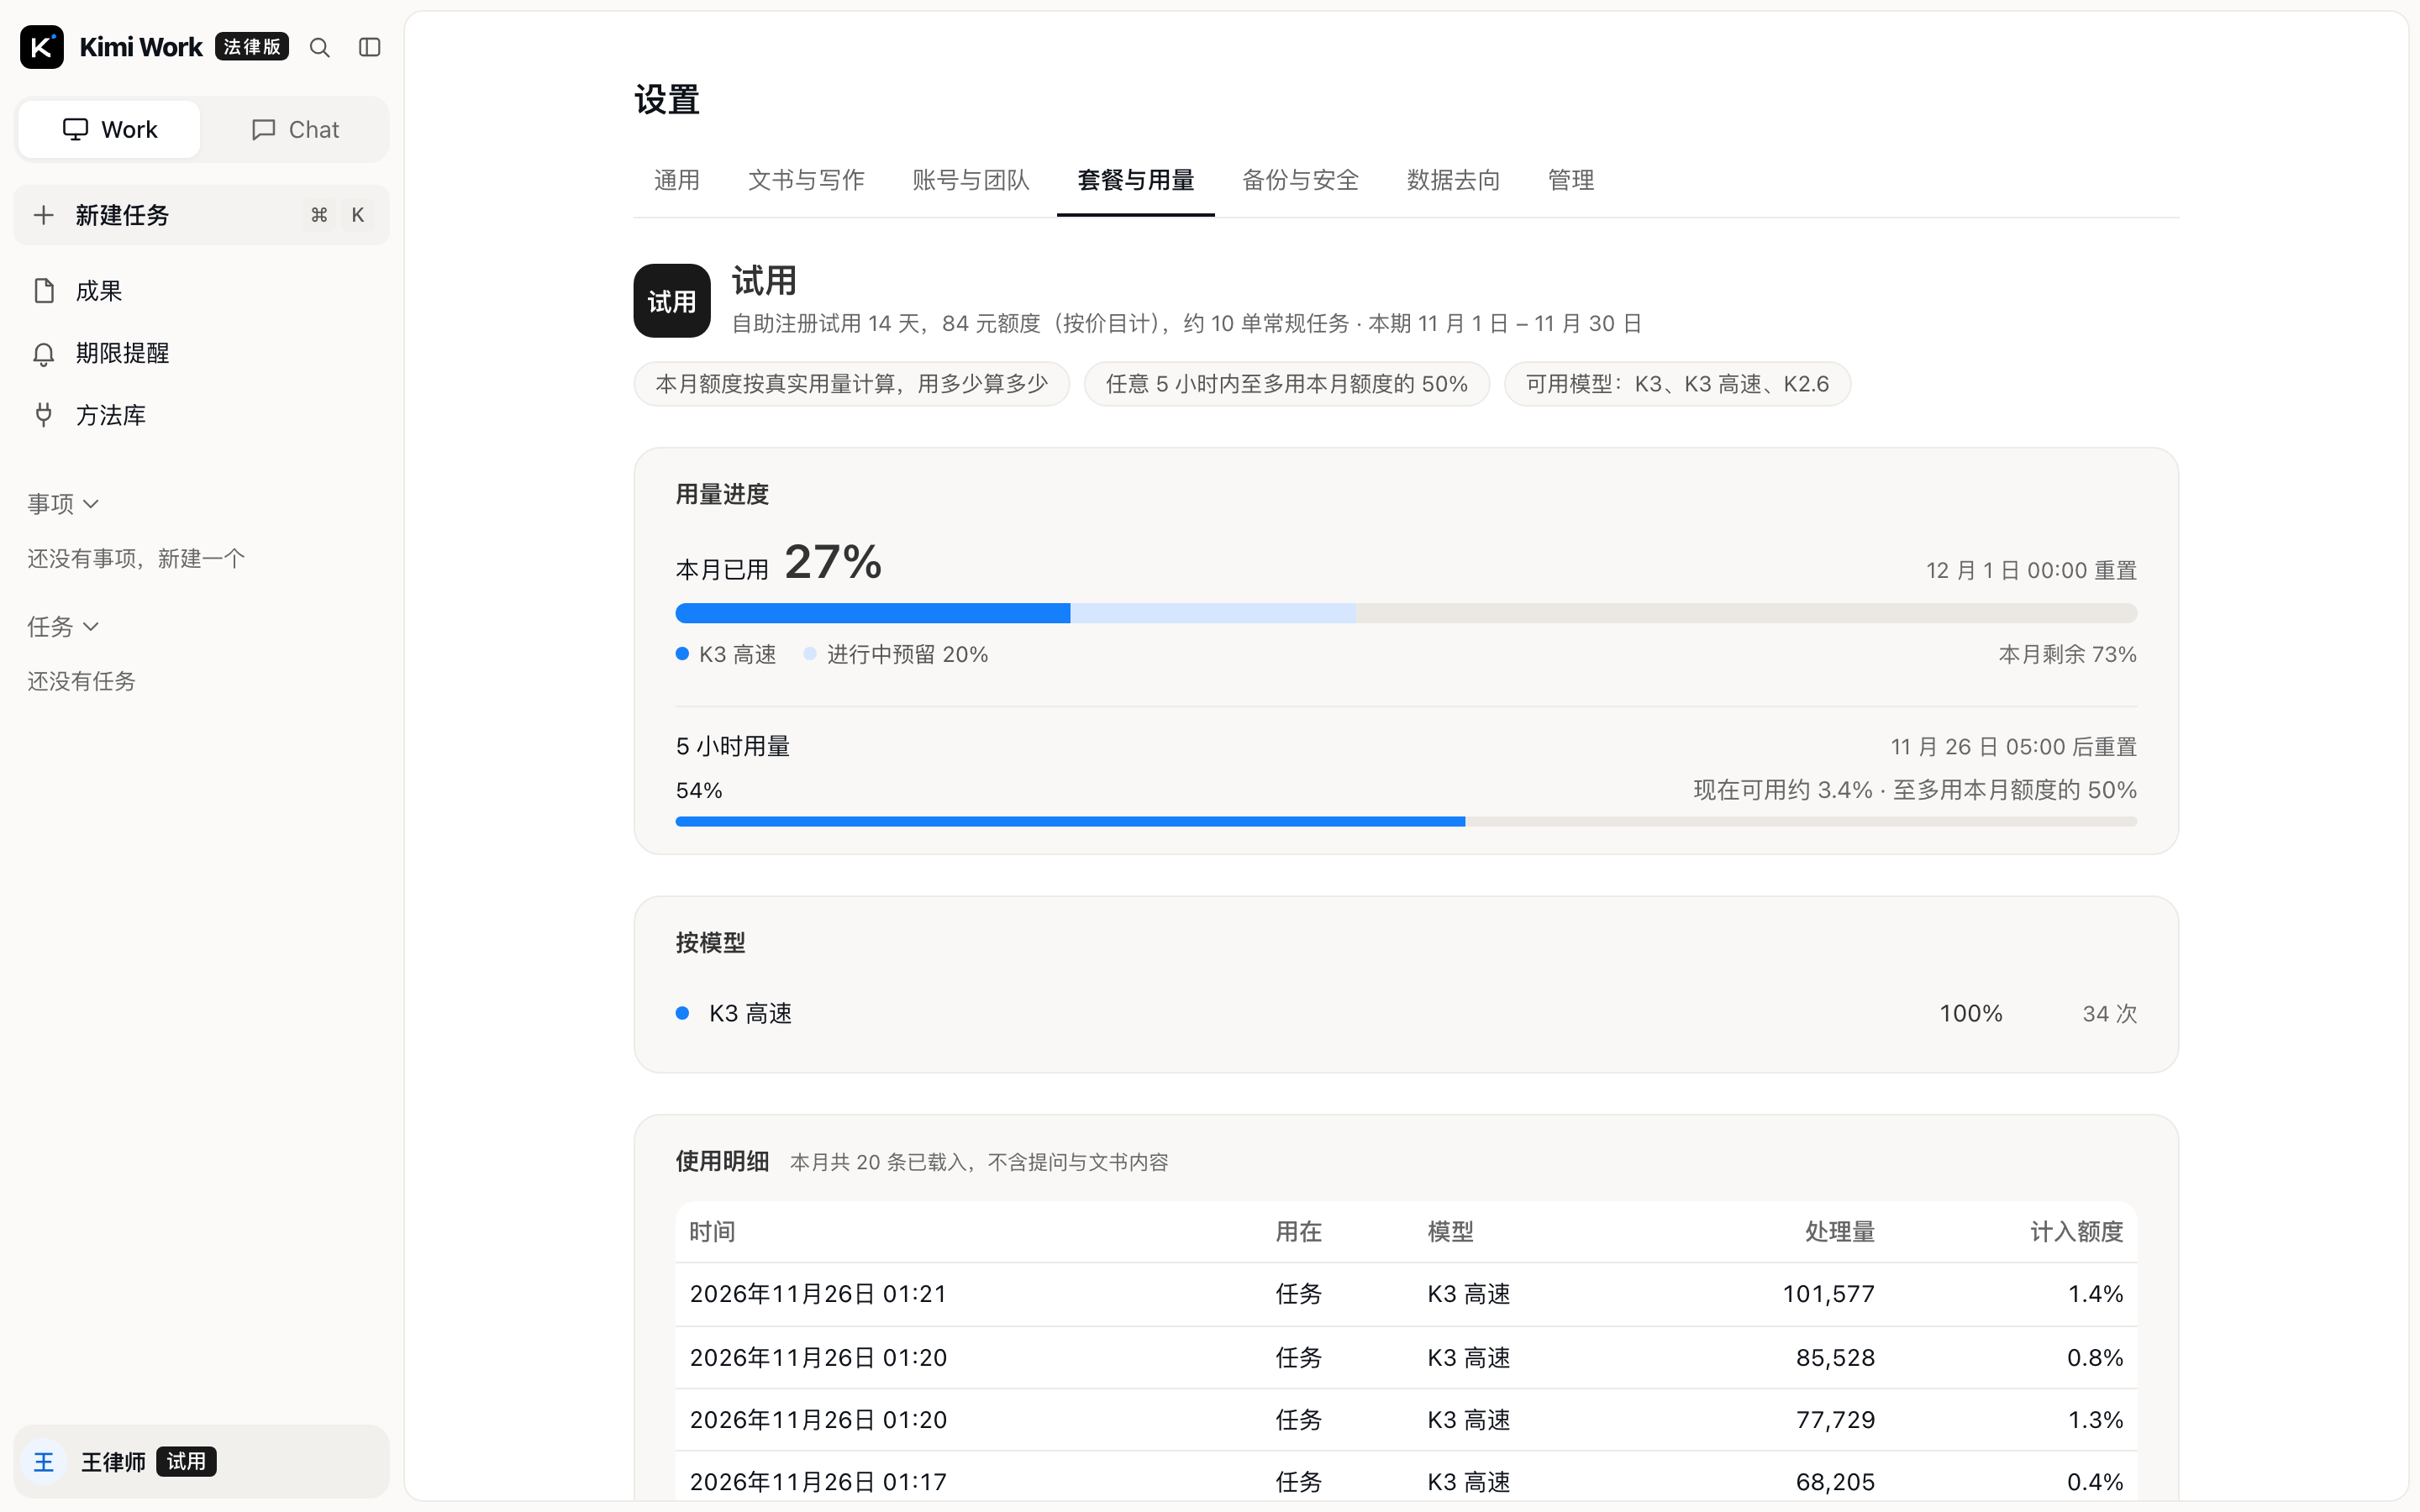 Kimi Work 法律版
Work Chat
新建任务 ⌘ K
成果
期限提醒
方法库
事项
还没有事项，新建一个
任务
还没有任务
王 王律师 试用
设置
通用 文书与写作 账号与团队 套餐与用量 备份与安全 数据去向 管理
试用 试用
自助注册试用 14 天，84 元额度（按价目计），约 10 单常规任务 · 本期 11 月 1 日 – 11 月 30 日
本月额度按真实用量计算，用多少算多少 任意 5 小时内至多用本月额度的 50% 可用模型：K3、K3 高速、K2.6
用量进度
本月已用 27% 12 月 1 日 00:00 重置
K3 高速 进行中预留 20% 本月剩余 73%
5 小时用量 11 月 26 日 05:00 后重置
54% 现在可用约 3.4% · 至多用本月额度的 50%
按模型
K3 高速 100% 34 次
使用明细 本月共 20 条已载入，不含提问与文书内容
时间 用在 模型 处理量 计入额度
2026年11月26日 01:21 任务 K3 高速 101,577 1.4%
2026年11月26日 01:20 任务 K3 高速 85,528 0.8%
2026年11月26日 01:20 任务 K3 高速 77,729 1.3%
2026年11月26日 01:17 任务 K3 高速 68,205 0.4%